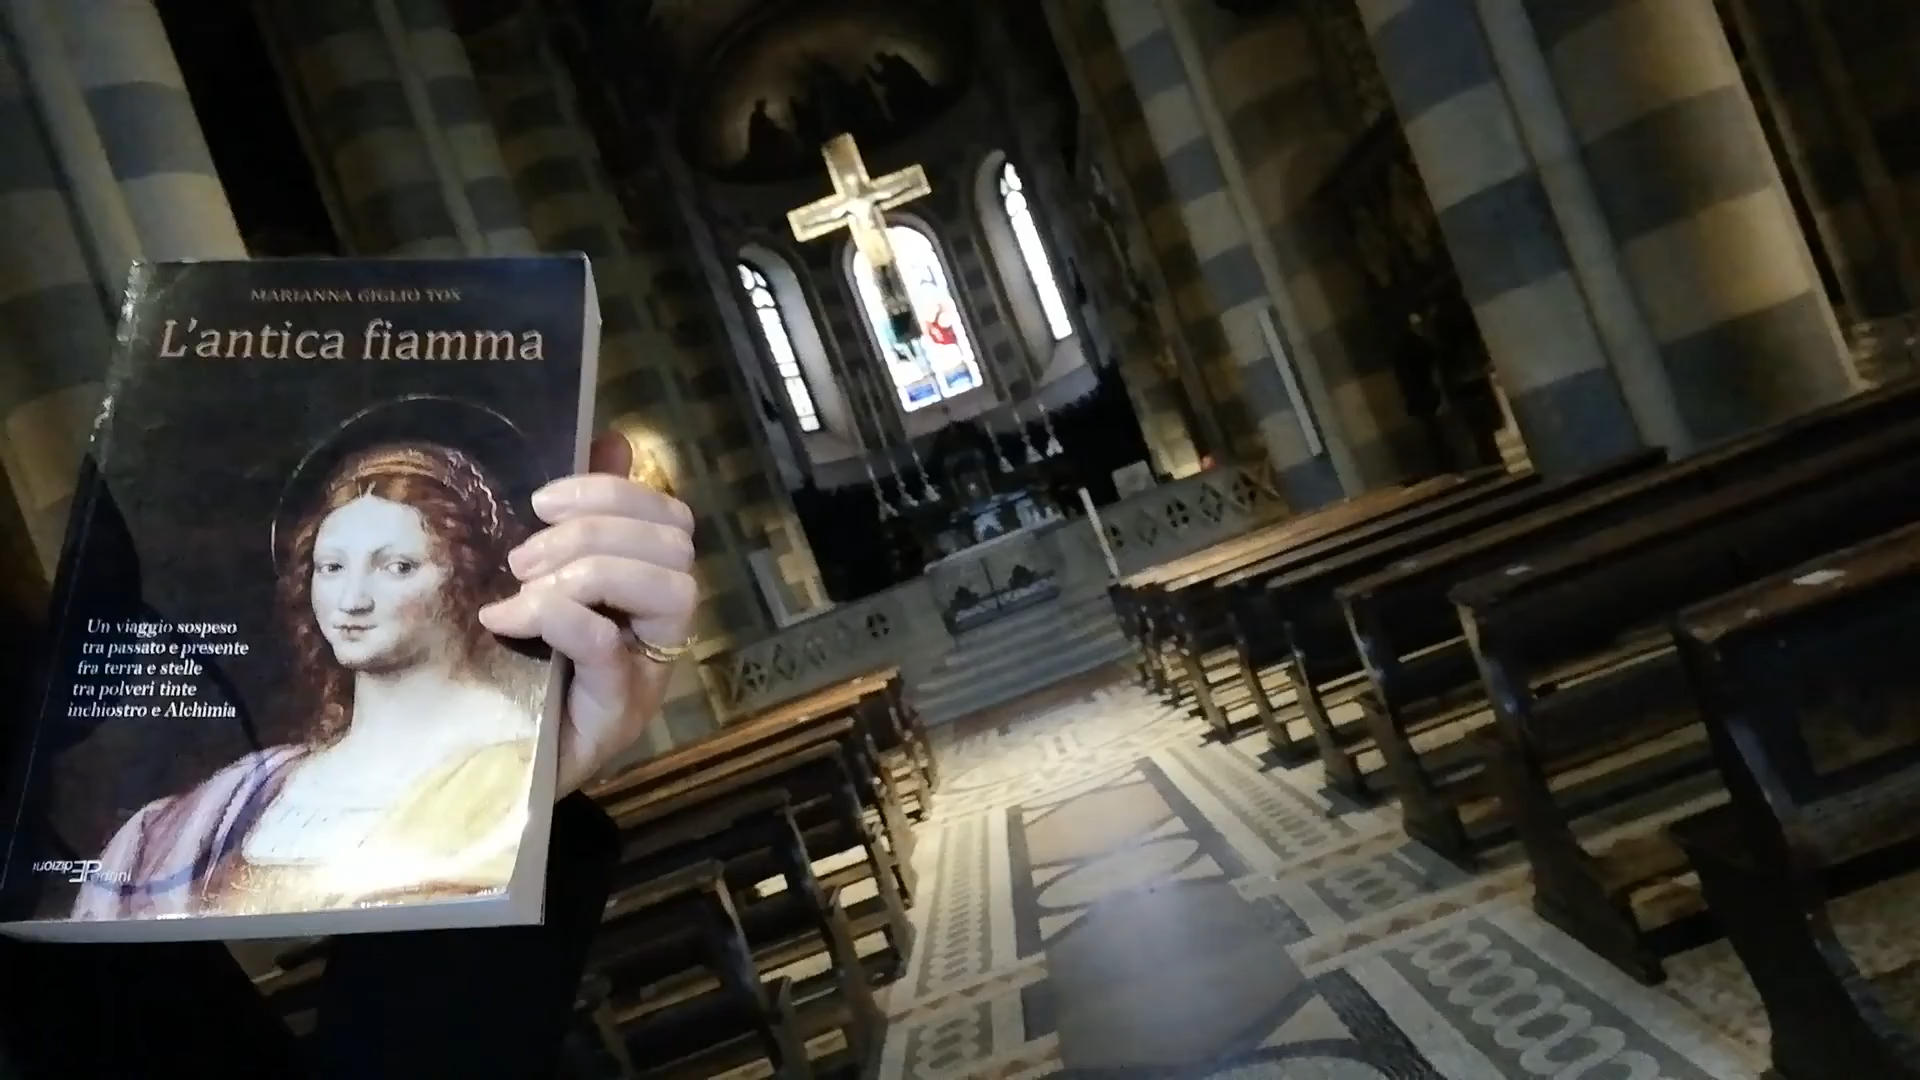 MARIANNA GIGLIO TOS
L'antica fiamma
Un viaggio sospeso
tra passato e presente
fra terra e stelle
tra polveri tinte
inchiostro e Alchimia